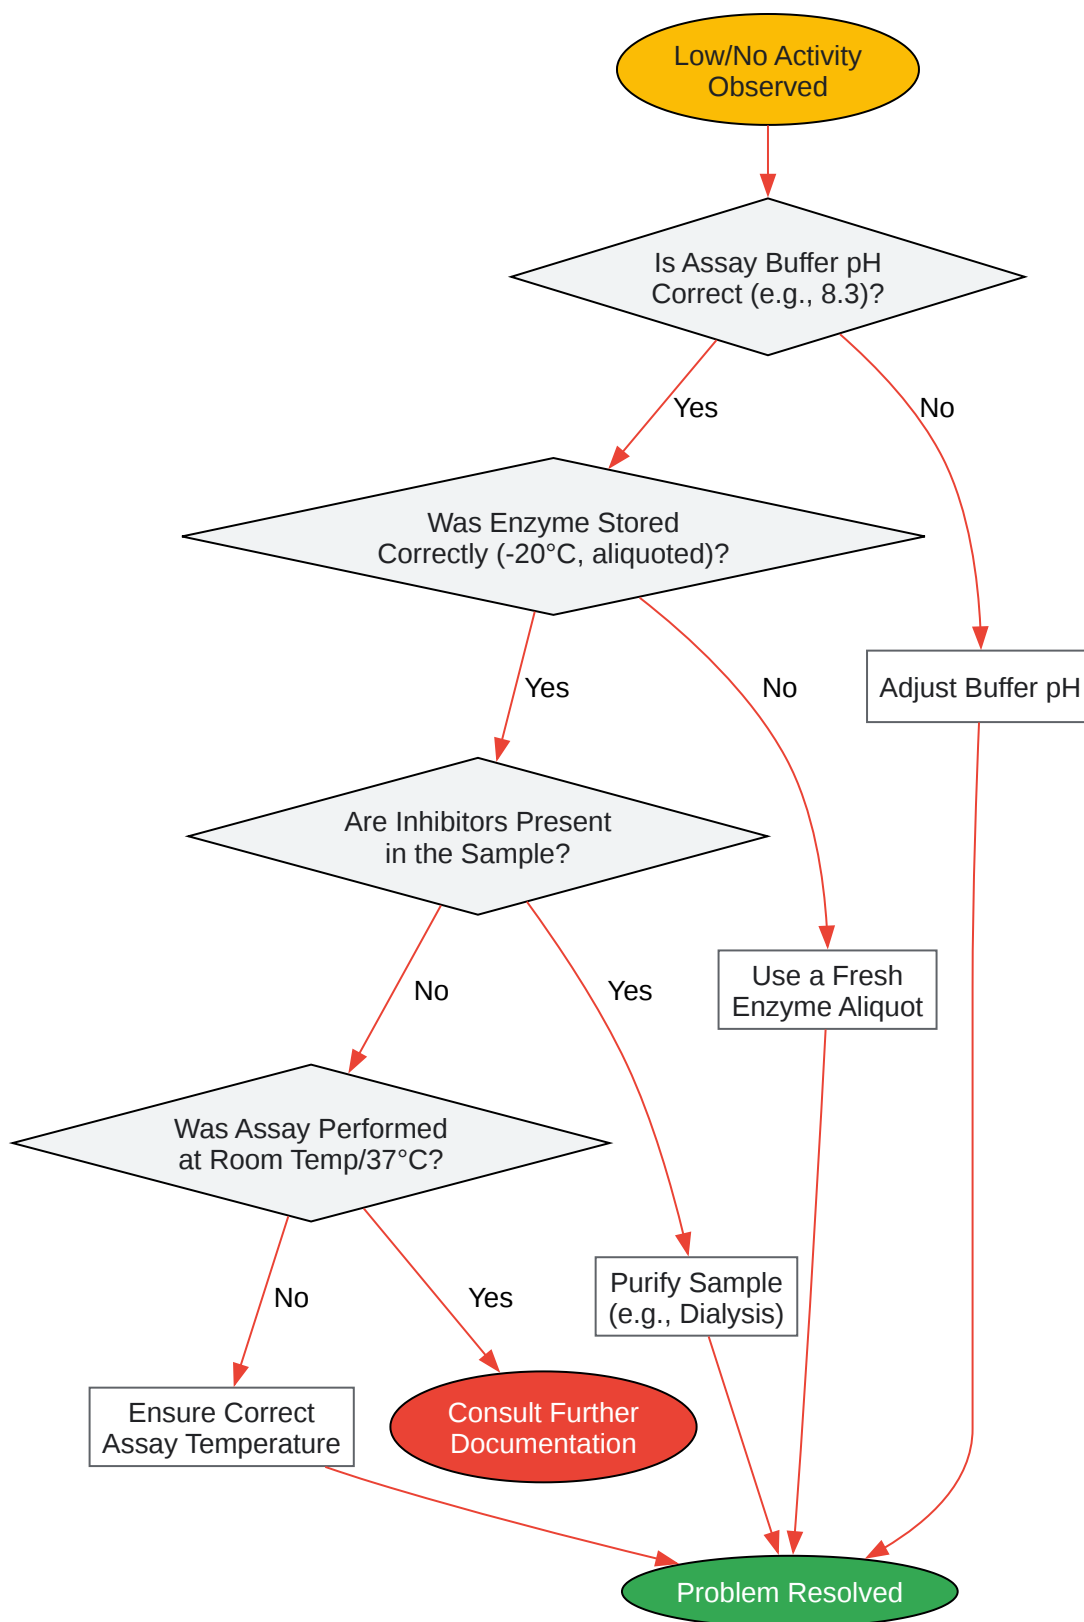 Low/No Activity
Observed
Is Assay Buffer pH
Correct (e.g., 8.3)?
Yes
No
Was Enzyme Stored
Correctly (-20°C, aliquoted)?
Yes
No
Adjust Buffer pH
Are Inhibitors Present
in the Sample?
No
Yes
Use a Fresh
Enzyme Aliquot
Was Assay Performed
at Room Temp/37°C?
No
Yes
Purify Sample
(e.g., Dialysis)
Ensure Correct
Assay Temperature
Consult Further
Documentation
Problem Resolved